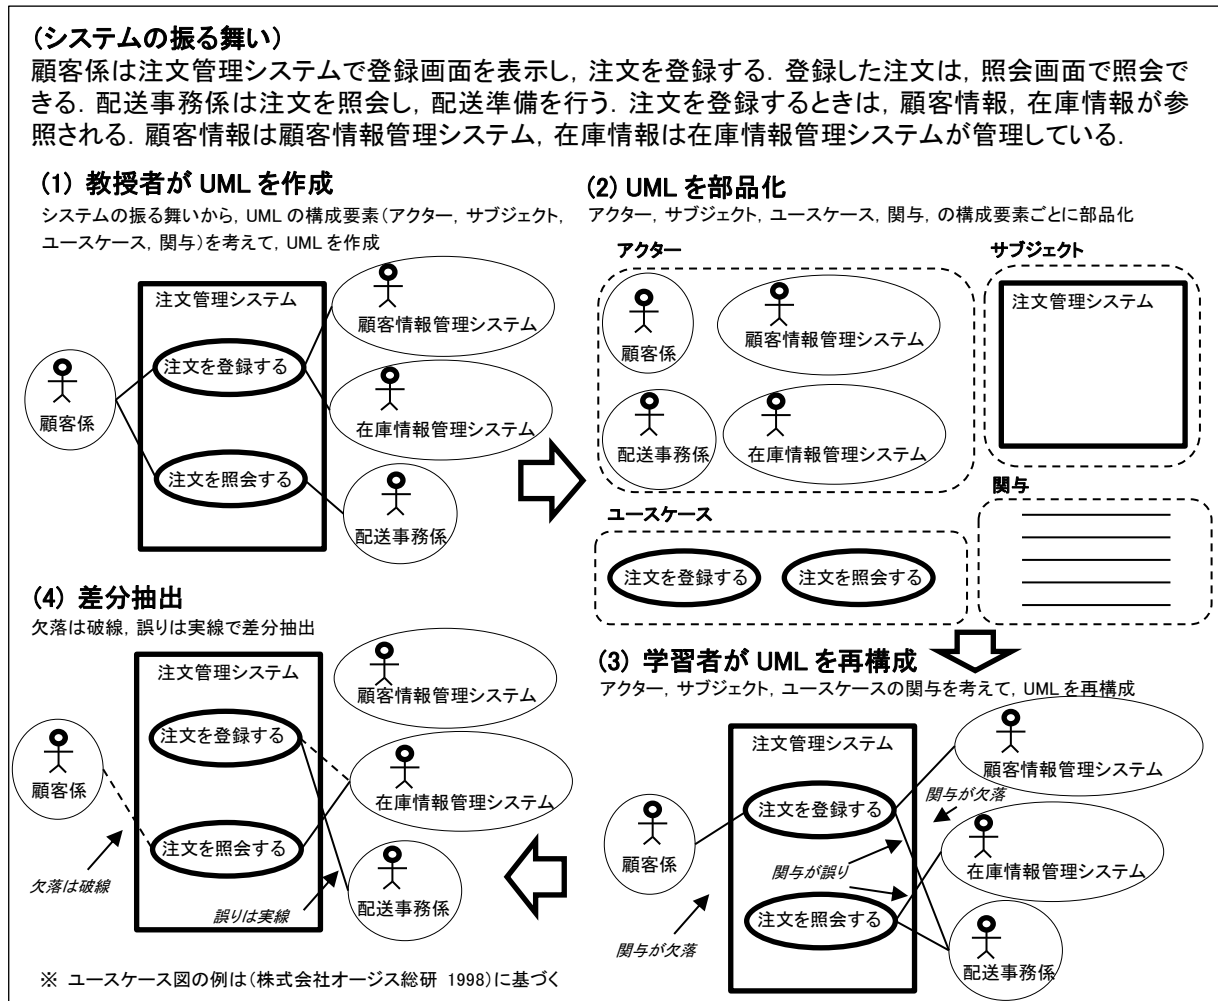 (システムの振る舞い)
顧客係は注文管理システムで登録画面を表示し，注文を登録する．登録した注文は，照会画面で照会で
きる．配送事務係は注文を照会し，配送準備を行う．注文を登録するときは，顧客情報，在庫情報が参
照される．顧客情報は顧客情報管理システム，在庫情報は在庫情報管理システムが管理している．
(1) 教授者が UML を作成
システムの振る舞いから，UML の構成要素(アクター，サブジェクト，
ユースケース，関与)を考えて，UML を作成
注文管理システム
顧客情報管理システム
注文を登録する
顧客係
在庫情報管理システム
注文を照会する
配送事務係
(2) UML を部品化
アクター，サブジェクト，ユースケース，関与，の構成要素ごとに部品化
アクター
サブジェクト
顧客係
顧客情報管理システム
注文管理システム
配送事務係
在庫情報管理システム
ユースケース
関与
注文を登録する
注文を照会する
(3) 学習者が UML を再構成
アクター，サブジェクト，ユースケースの関与を考えて，UML を再構成
注文管理システム
顧客情報管理システム
関与が欠落
注文を登録する
顧客係
関与が誤り
在庫情報管理システム
注文を照会する
関与が欠落
配送事務係
(4) 差分抽出
欠落は破線，誤りは実線で差分抽出
注文管理システム
顧客情報管理システム
注文を登録する
顧客係
在庫情報管理システム
注文を照会する
欠落は破線
誤りは実線
配送事務係
※ ユースケース図の例は(株式会社オージス総研 1998)に基づく